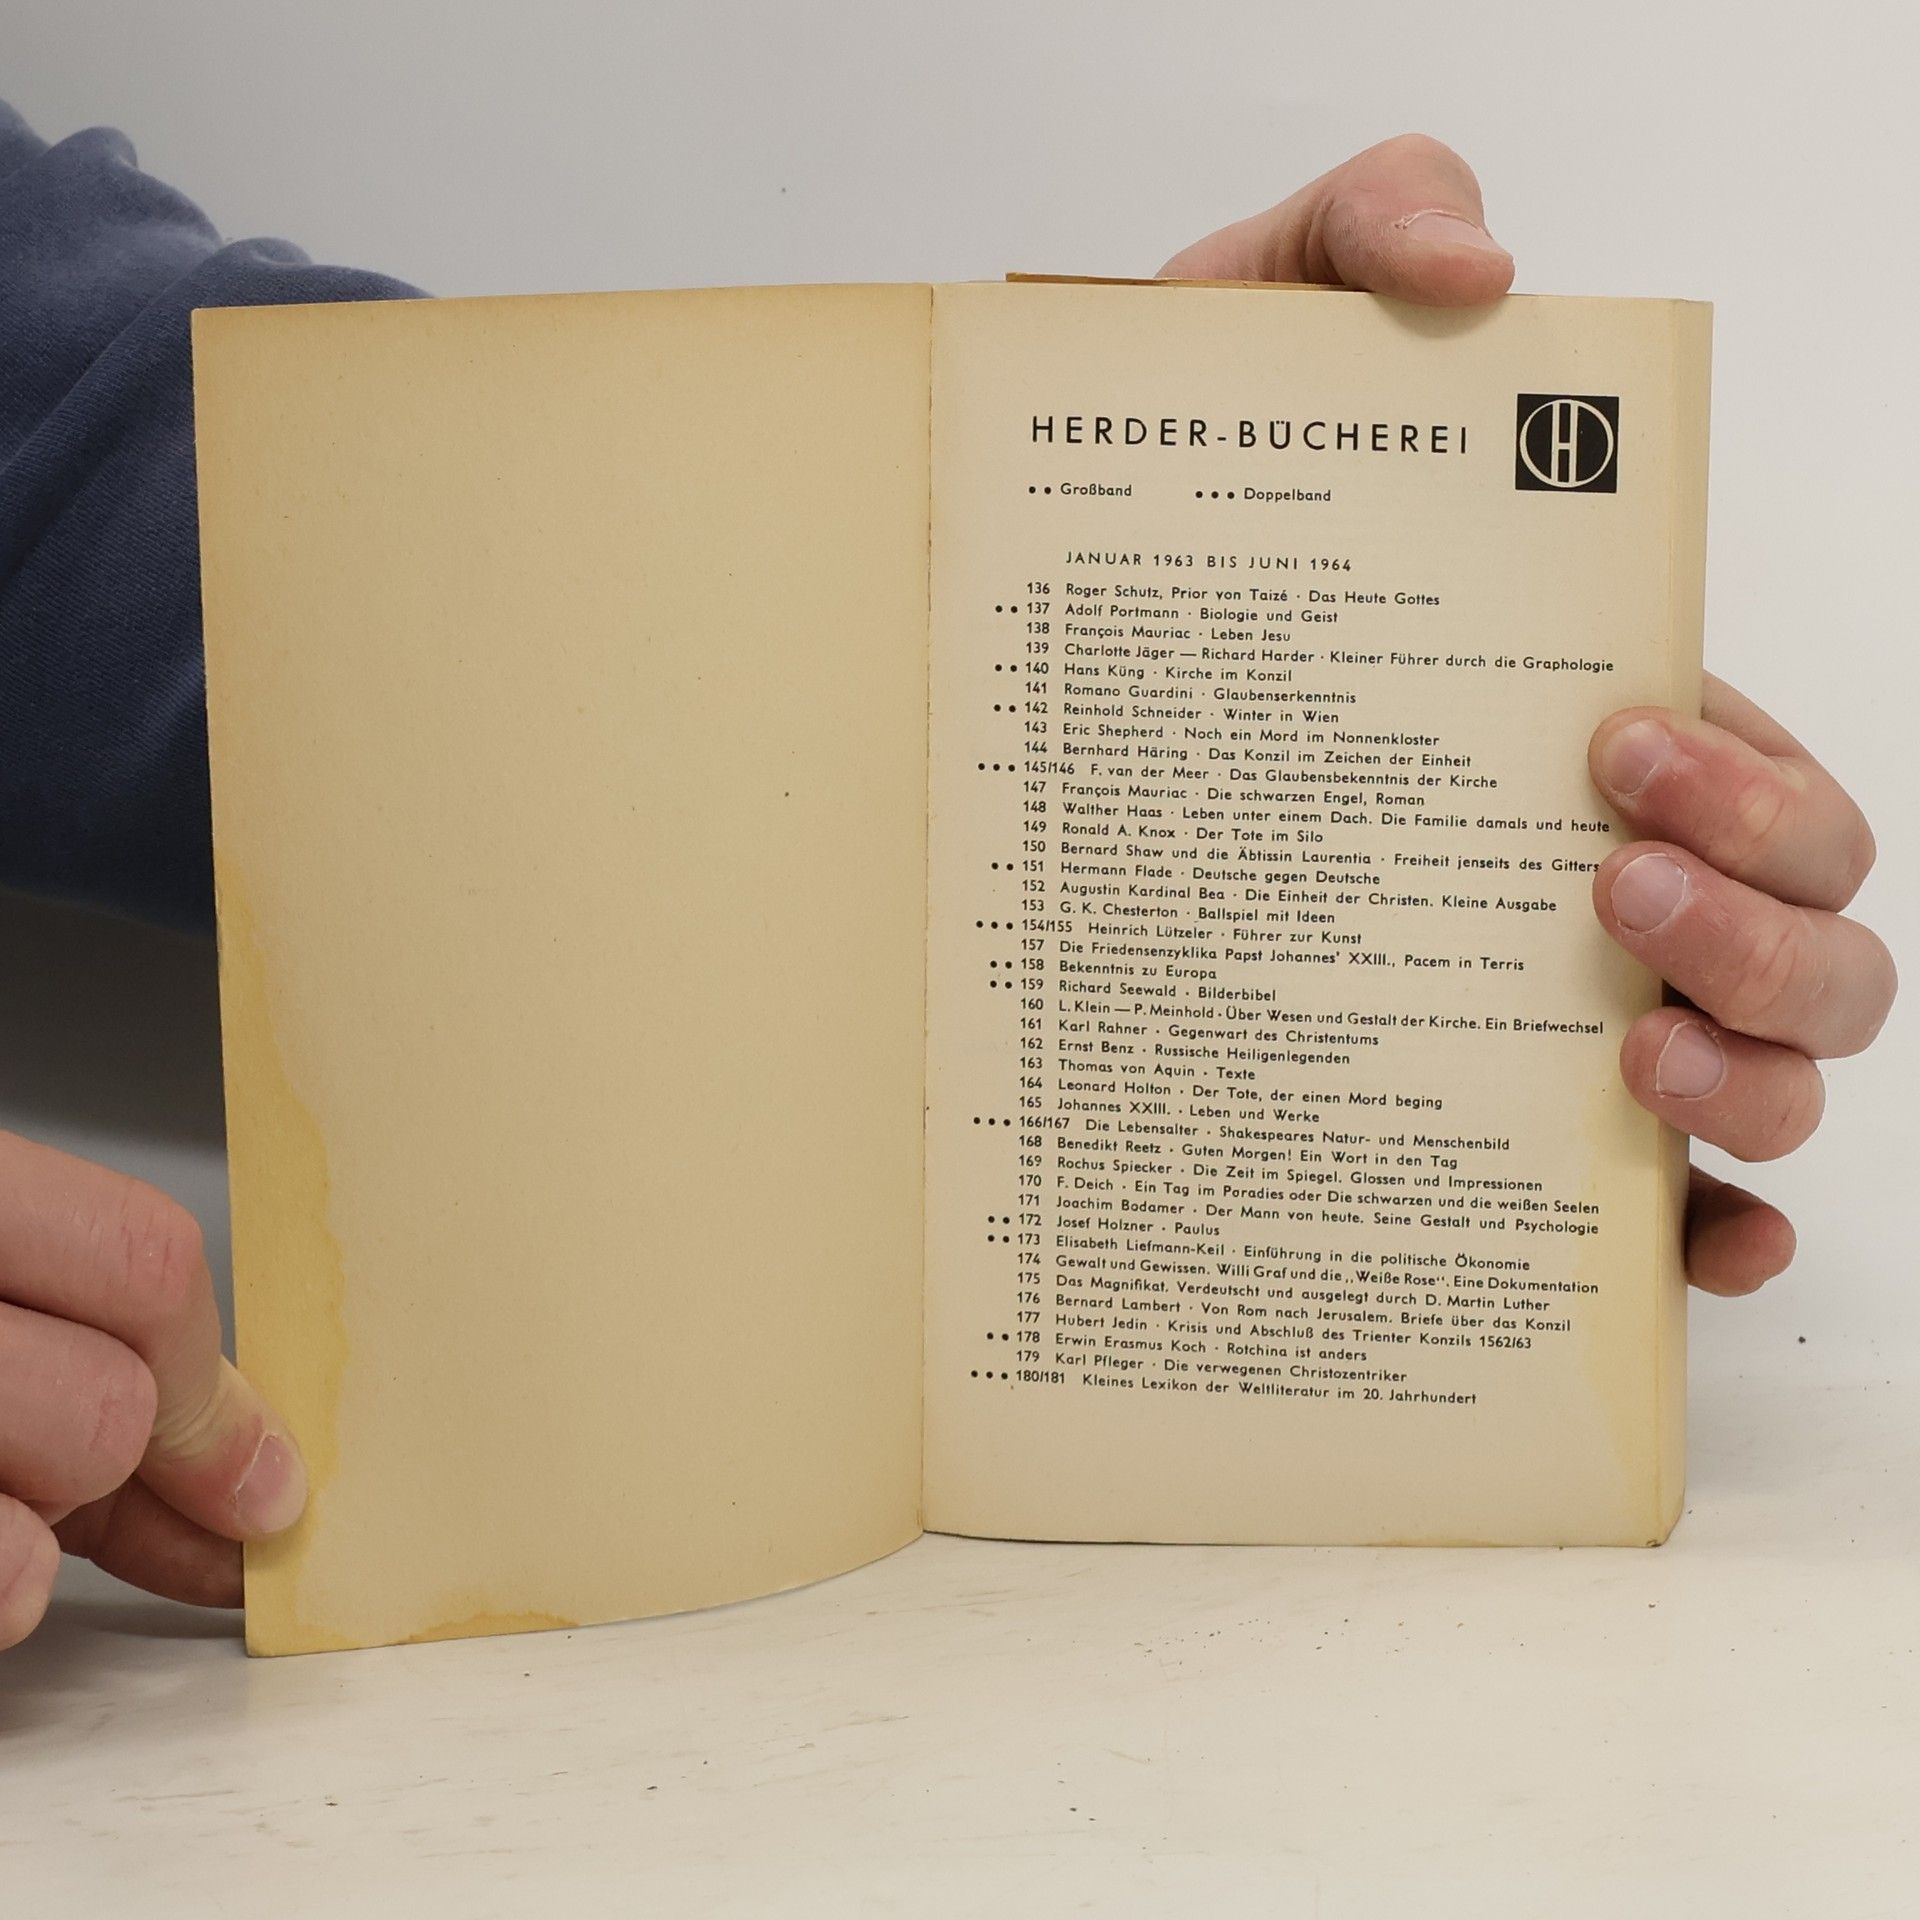 HERDER-BÜCHEREI
H
•• Großband ••• Doppelband
JANUAR 1963 BIS JUNI 1964
136 Roger Schutz, Prior von Taizé · Das Heute Gottes
•• 137 Adolf Portmann · Biologie und Geist
138 François Mauriac · Leben Jesu
139 Charlotte Jäger — Richard Harder · Kleiner Führer durch die Graphologie
•• 140 Hans Küng · Kirche im Konzil
141 Romano Guardini · Glaubenserkenntnis
•• 142 Reinhold Schneider · Winter in Wien
143 Eric Shepherd · Noch ein Mord im Nonnenkloster
144 Bernhard Häring · Das Konzil im Zeichen der Einheit
••• 145/146 F. van der Meer · Das Glaubensbekenntnis der Kirche
147 François Mauriac · Die schwarzen Engel, Roman
148 Walther Haas · Leben unter einem Dach. Die Familie damals und heute
149 Ronald A. Knox · Der Tote im Silo
150 Bernard Shaw und die Äbtissin Laurentia · Freiheit jenseits des Gitters
•• 151 Hermann Flade · Deutsche gegen Deutsche
152 Augustin Kardinal Bea · Die Einheit der Christen. Kleine Ausgabe
153 G. K. Chesterton · Ballspiel mit Ideen
••• 154/155 Heinrich Lützeler · Führer zur Kunst
157 Die Friedensenzyklika Papst Johannes' XXIII., Pacem in Terris
•• 158 Bekenntnis zu Europa
•• 159 Richard Seewald · Bilderbibel
160 L. Klein — P. Meinhold · Über Wesen und Gestalt der Kirche. Ein Briefwechsel
161 Karl Rahner · Gegenwart des Christentums
162 Ernst Benz · Russische Heiligenlegenden
163 Thomas von Aquin · Texte
164 Leonard Holton · Der Tote, der einen Mord beging
165 Johannes XXIII. · Leben und Werke
••• 166/167 Die Lebensalter · Shakespeares Natur- und Menschenbild
168 Benedikt Reetz · Guten Morgen! Ein Wort in den Tag
169 Rochus Spiecker · Die Zeit im Spiegel. Glossen und Impressionen
170 F. Deich · Ein Tag im Paradies oder Die schwarzen und die weißen Seelen
171 Joachim Bodamer · Der Mann von heute. Seine Gestalt und Psychologie
•• 172 Josef Holzner · Paulus
•• 173 Elisabeth Liefmann-Keil · Einführung in die politische Ökonomie
174 Gewalt und Gewissen. Willi Graf und die „Weiße Rose“. Eine Dokumentation
175 Das Magnifikat. Verdeutscht und ausgelegt durch D. Martin Luther
176 Bernard Lambert · Von Rom nach Jerusalem. Briefe über das Konzil
177 Hubert Jedin · Krisis und Abschluß des Trienter Konzils 1562/63
•• 178 Erwin Erasmus Koch · Rotchina ist anders
179 Karl Pfleger · Die verwegenen Christozentriker
••• 180/181 Kleines Lexikon der Weltliteratur im 20. Jahrhundert